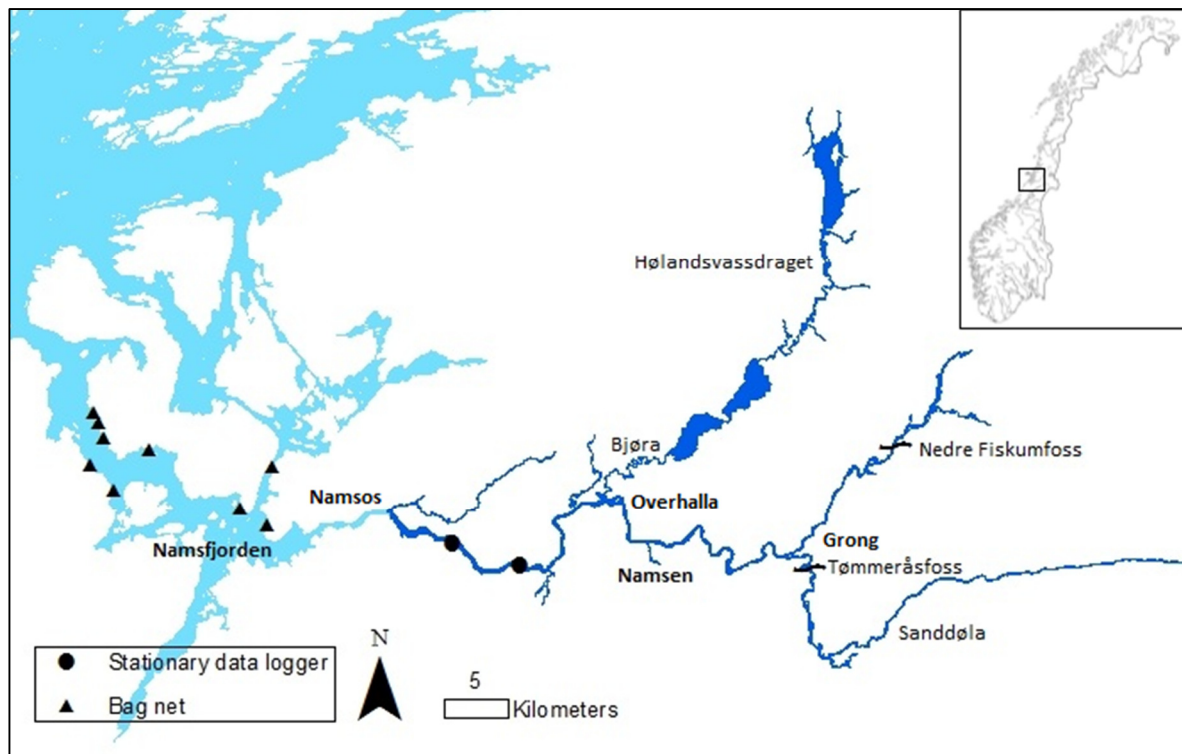 Hølandsvassdraget
Bjøra
Nedre Fiskumfoss
Namsos
Overhalla
Namsfjorden
Grong
Namsen
Tømmeråsfoss
Sanddøla
N
Stationary data logger
Bag net
5
Kilometers